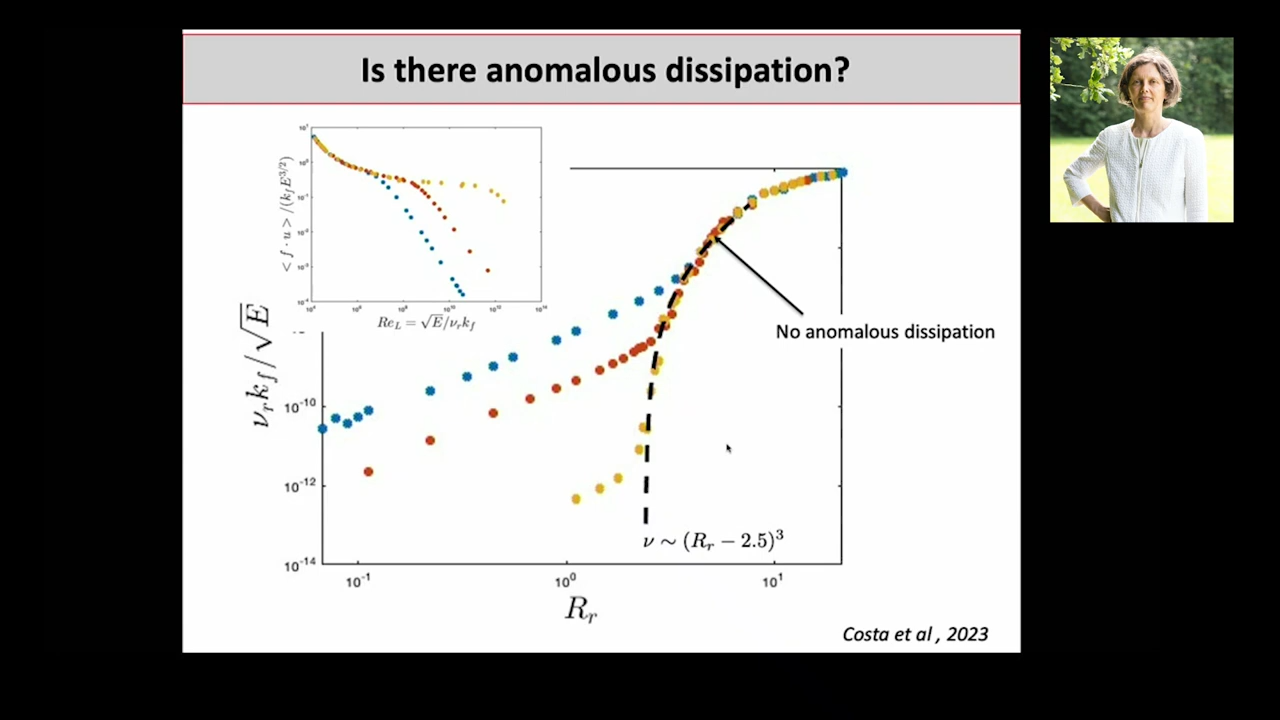 Is there anomalous dissipation?
< f · u > /(k_f E^{3/2})
Re_L = √E/ν_r k_f
No anomalous dissipation
ν_r k_f/√E
10^{-10}
10^{-12}
10^{-14}
ν ∼ (R_r − 2.5)^3
10^{-1} 10^0 10^1
R_r
Costa et al , 2023